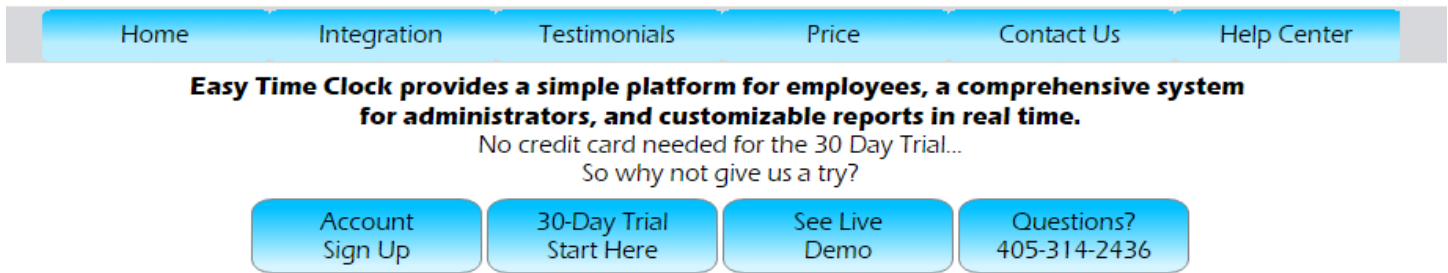 Home Integration Testimonials Price Contact Us Help Center
Easy Time Clock provides a simple platform for employees, a comprehensive system
for administrators, and customizable reports in real time.
No credit card needed for the 30 Day Trial...
So why not give us a try?
Account
Sign Up
30-Day Trial
Start Here
See Live
Demo
Questions?
405-314-2436